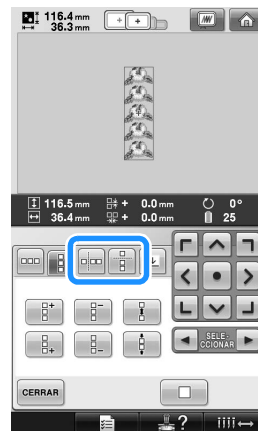 116.4 mm
36.3 mm
116.5 mm + 0.0 mm 0°
36.4 mm + 0.0 mm 25
SELE-
CCIONAR
CERRAR
?